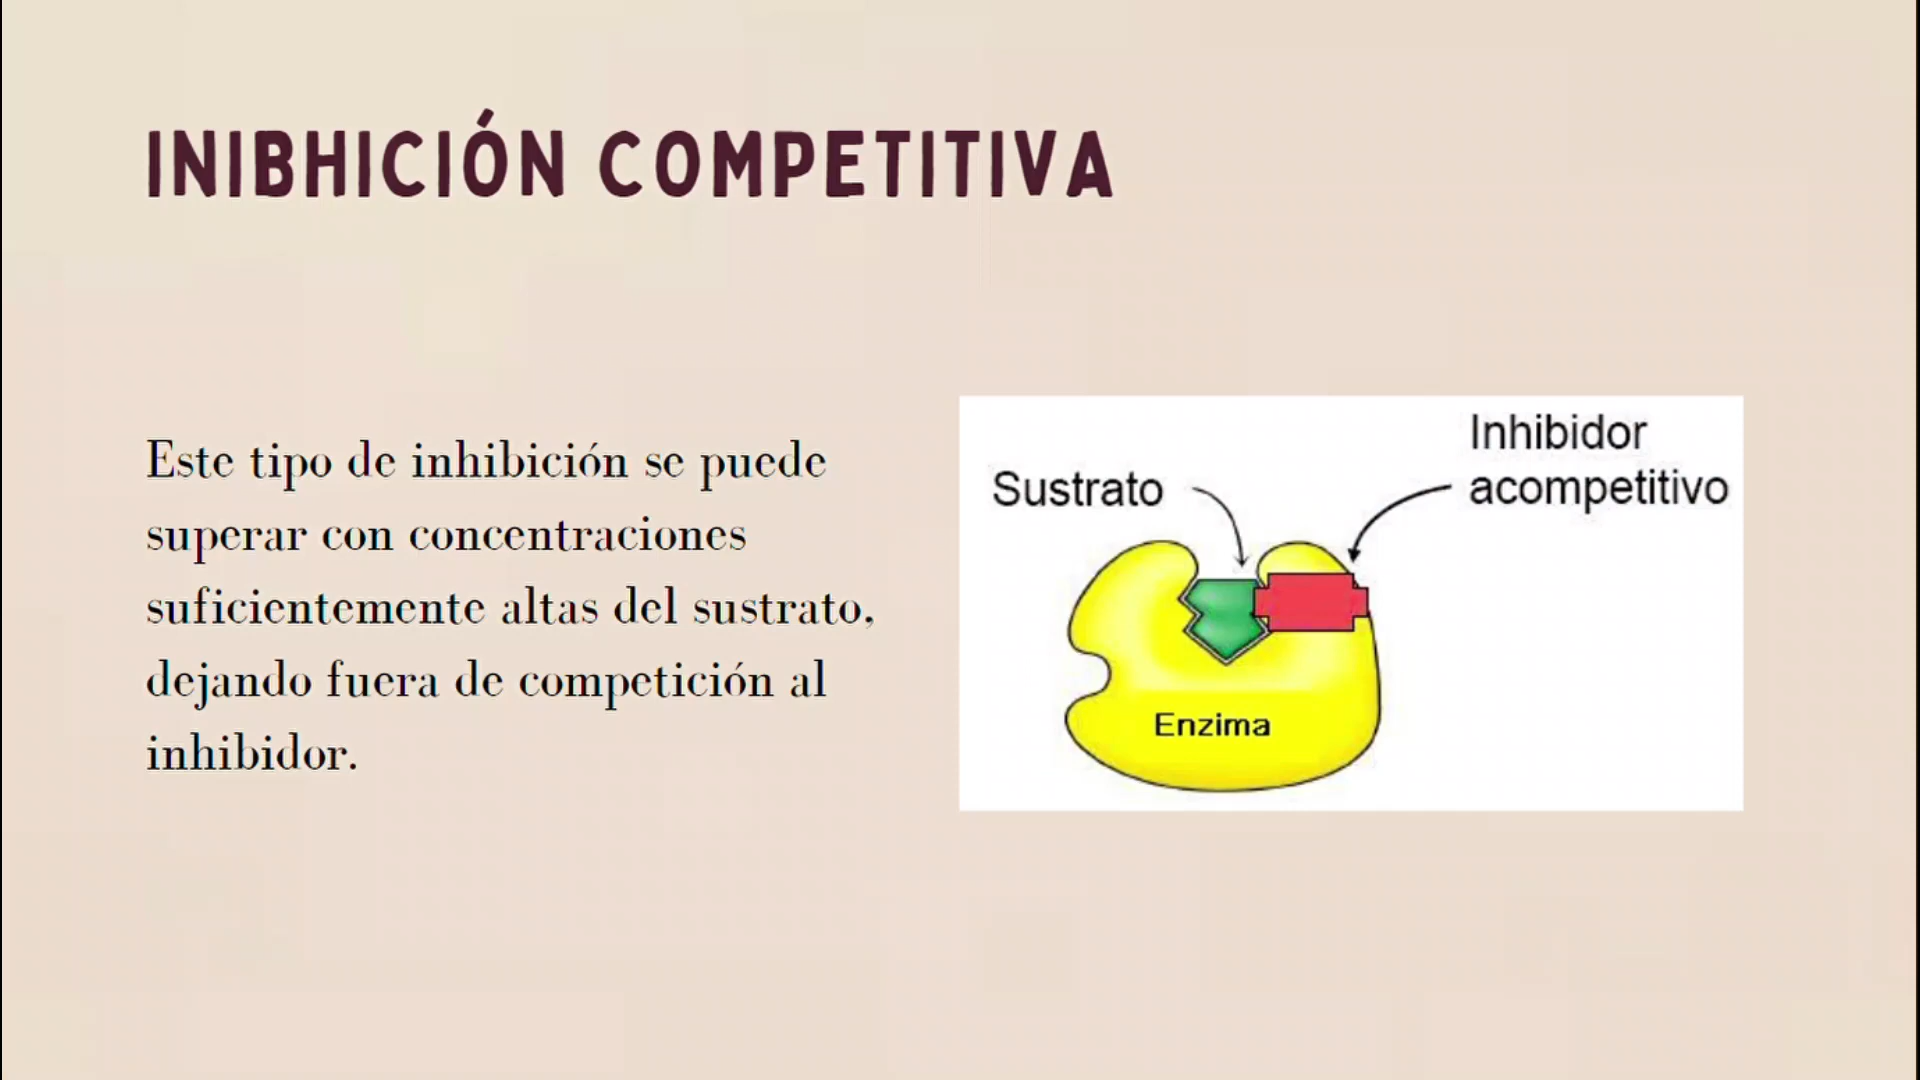 INIBHICIÓN COMPETITIVA
Este tipo de inhibición se puede
superar con concentraciones
suficientemente altas del sustrato,
dejando fuera de competición al
inhibidor.
Sustrato
Inhibidor
acompetitivo
Enzima